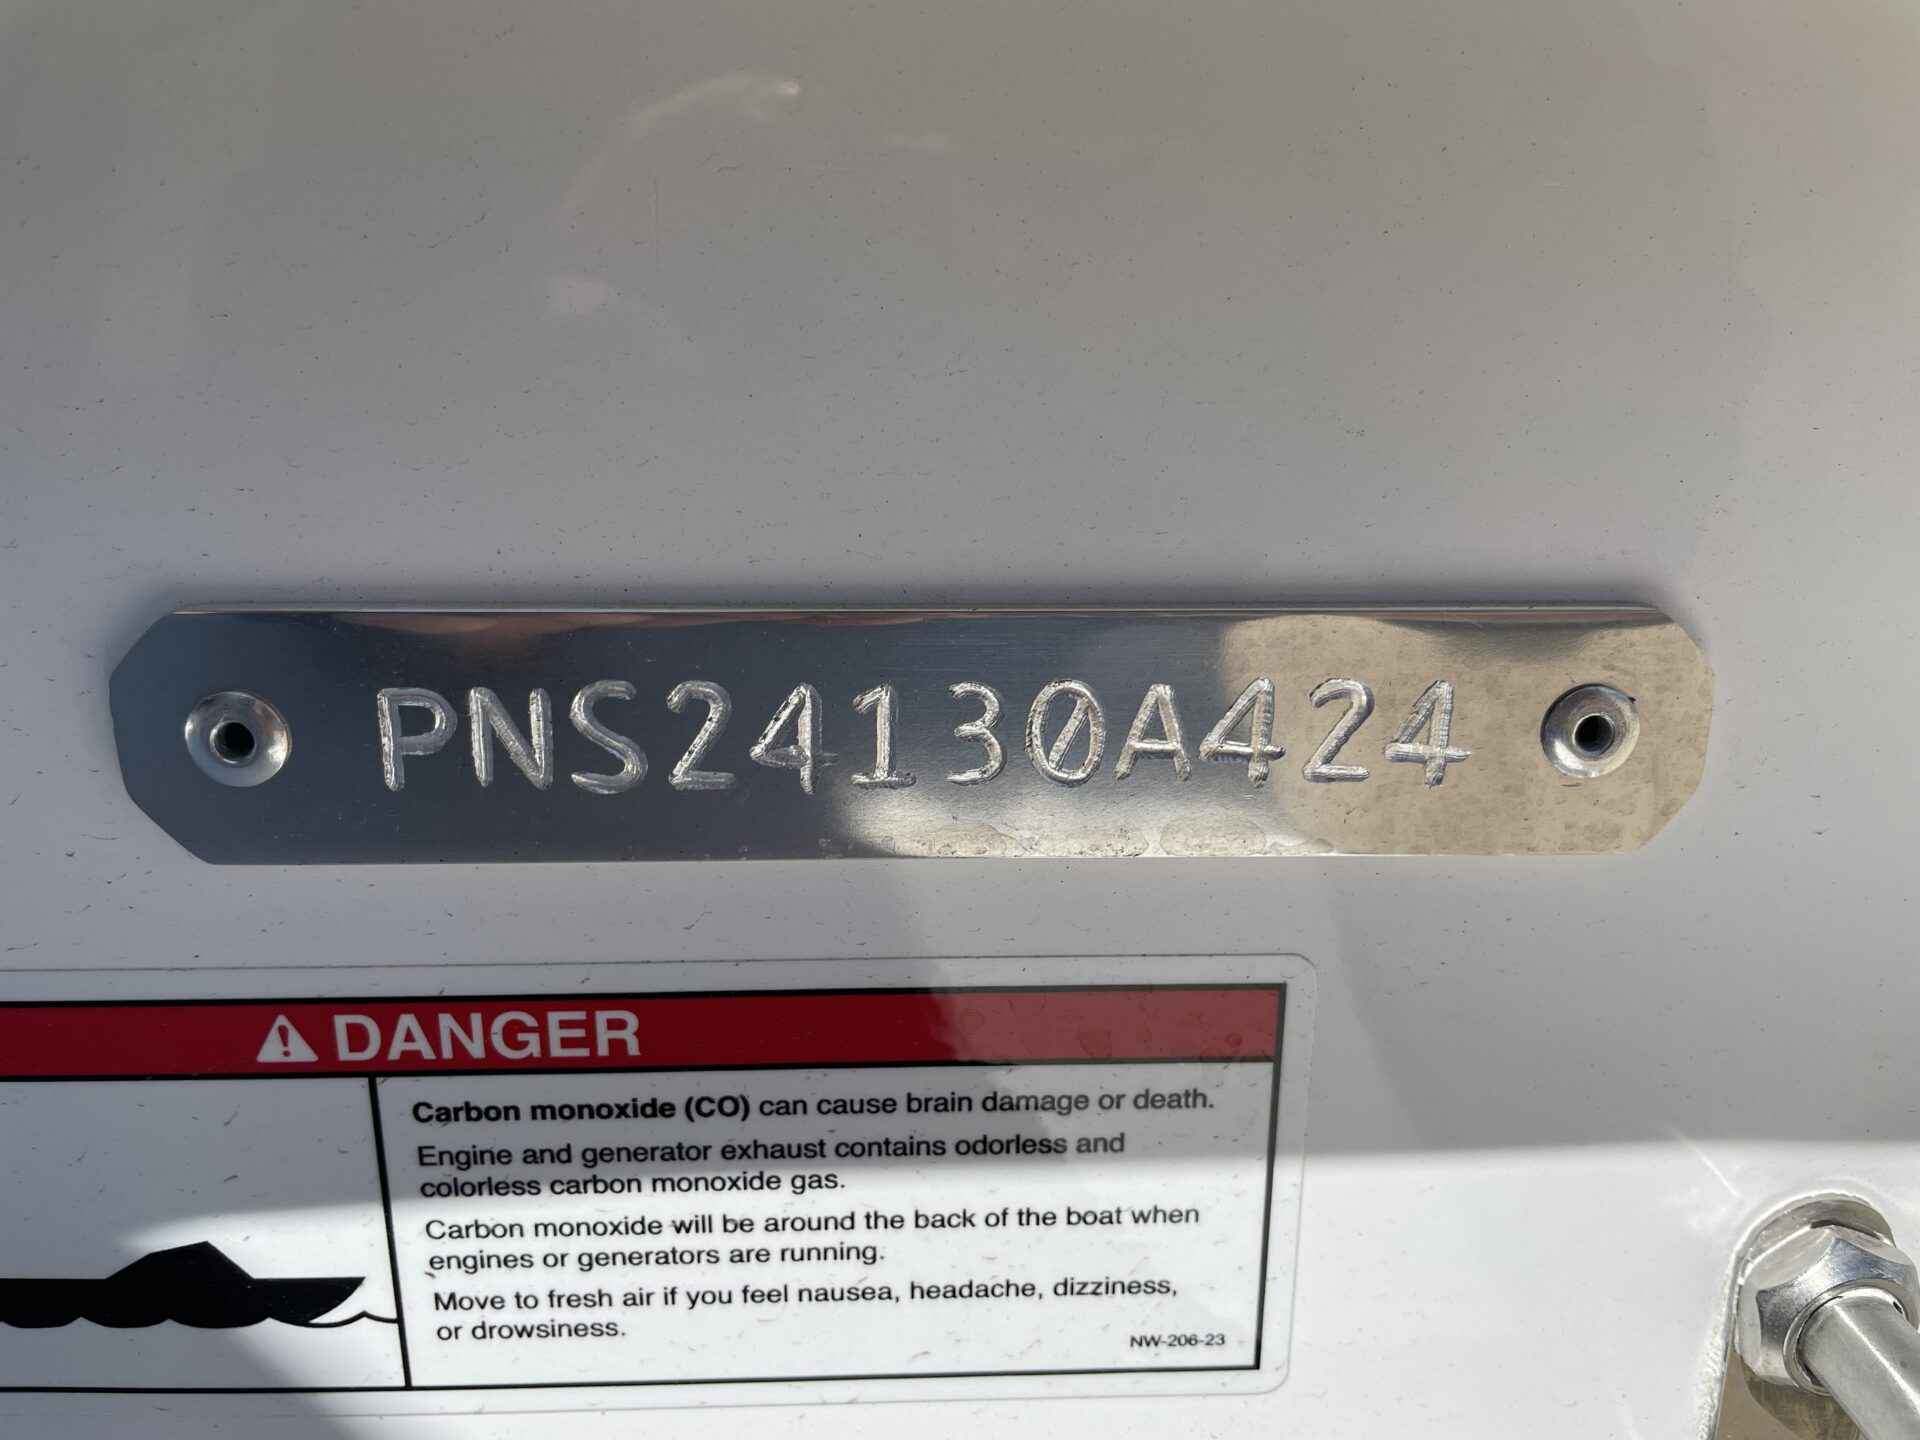 PNS24130A424
DANGER
Carbon monoxide (CO) can cause brain damage or death.
Engine and generator exhaust contains odorless and
colorless carbon monoxide gas.
Carbon monoxide will be around the back of the boat when
engines or generators are running.
Move to fresh air if you feel nausea, headache, dizziness,
or drowsiness.
NW-206-23